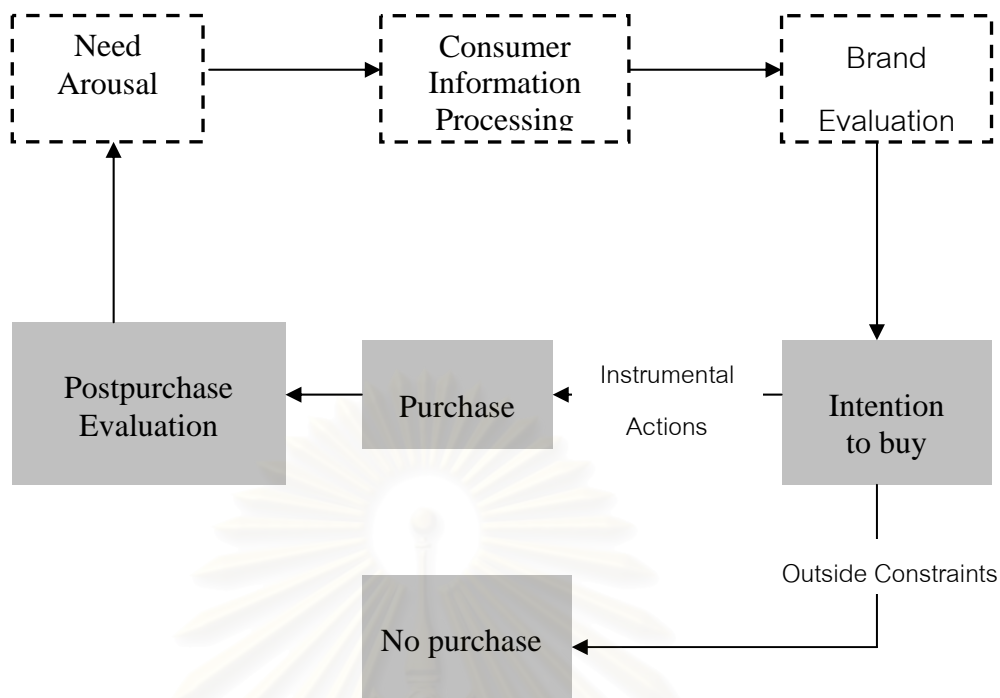 Need
Arousal
Consumer
Information
Processing
Brand
Evaluation
Postpurchase
Evaluation
Purchase
Instrumental
Actions
Intention
to buy
Outside Constraints
No purchase